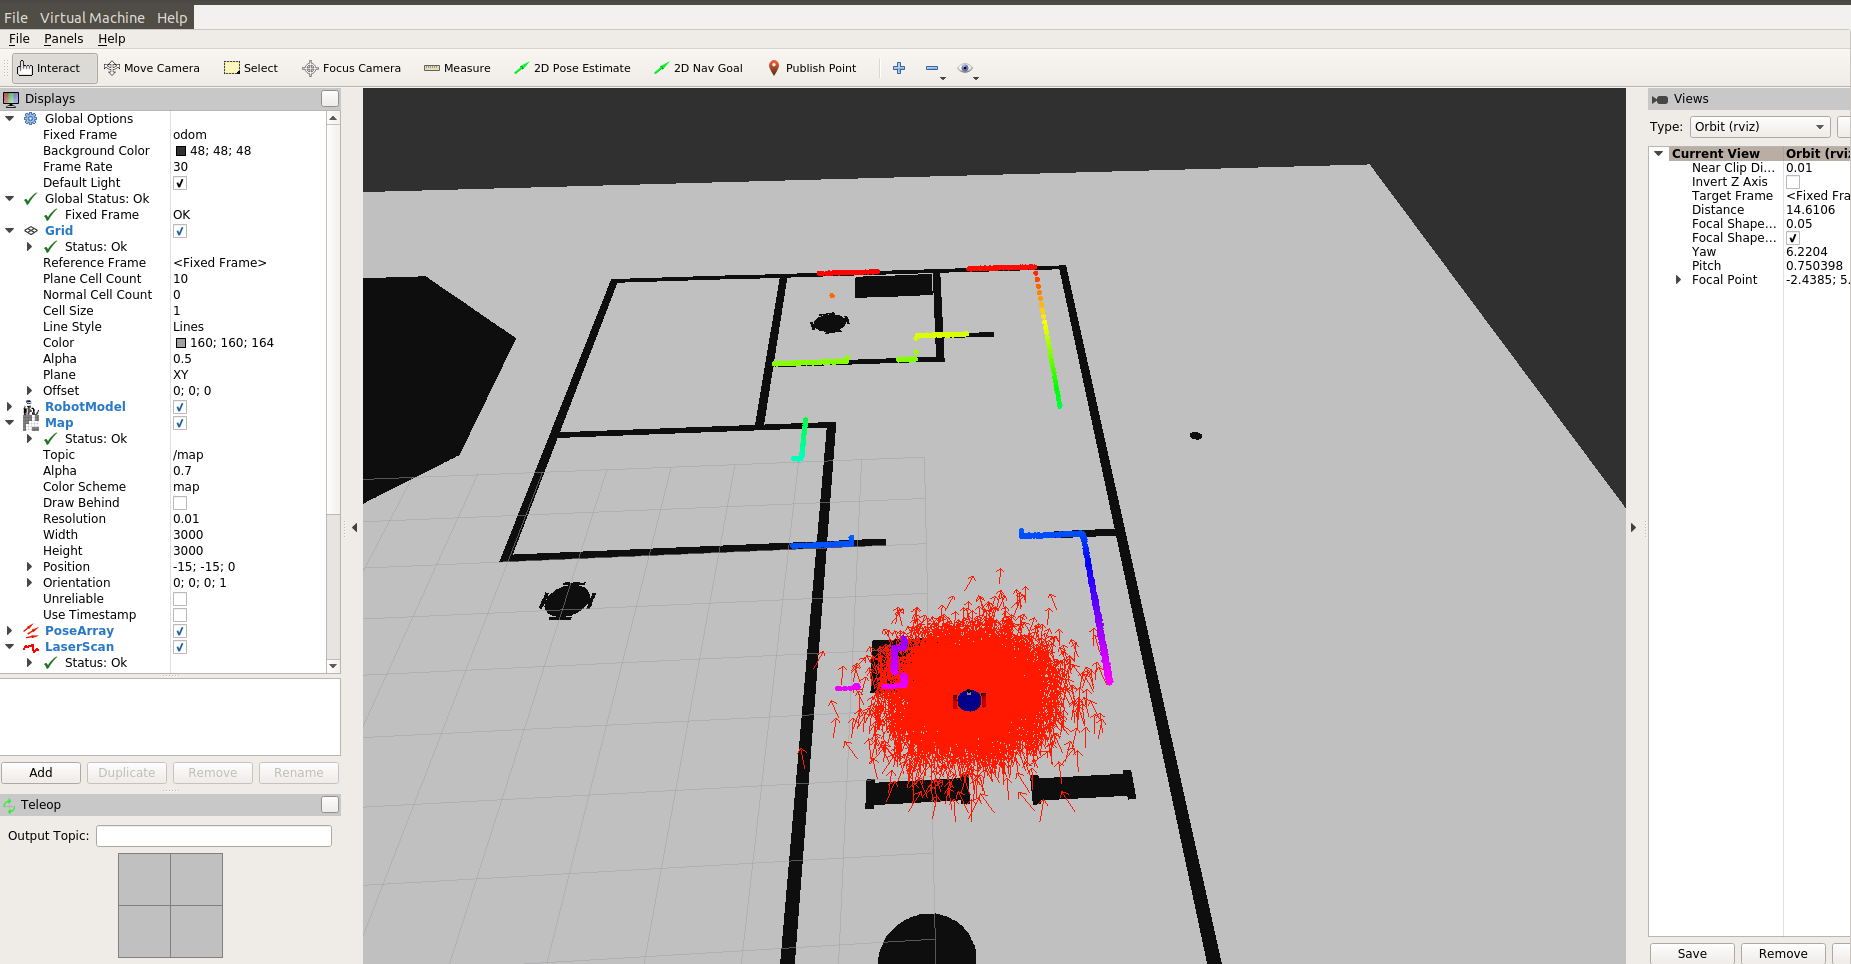 File Virtual Machine Help
File Panels Help
Interact Move Camera Select Focus Camera Measure 2D Pose Estimate 2D Nav Goal Publish Point
Displays
Global Options
Fixed Frame odom
Background Color 48; 48; 48
Frame Rate 30
Default Light
Global Status: Ok
Fixed Frame OK
Grid
Status: Ok
Reference Frame <Fixed Frame>
Plane Cell Count 10
Normal Cell Count 0
Cell Size 1
Line Style Lines
Color 160; 160; 164
Alpha 0.5
Plane XY
Offset 0; 0; 0
RobotModel
Map
Status: Ok
Topic /map
Alpha 0.7
Color Scheme map
Draw Behind
Resolution 0.01
Width 3000
Height 3000
Position -15; -15; 0
Orientation 0; 0; 0; 1
Unreliable
Use Timestamp
PoseArray
LaserScan
Status: Ok
Add Duplicate Remove Rename
Teleop
Output Topic:
Views
Type: Orbit (rviz)
Current View Orbit (rvi
Near Clip Di... 0.01
Invert Z Axis
Target Frame <Fixed Fra
Distance 14.6106
Focal Shape... 0.05
Focal Shape...
Yaw 6.2204
Pitch 0.750398
Focal Point -2.4385; 5.
Save Remove